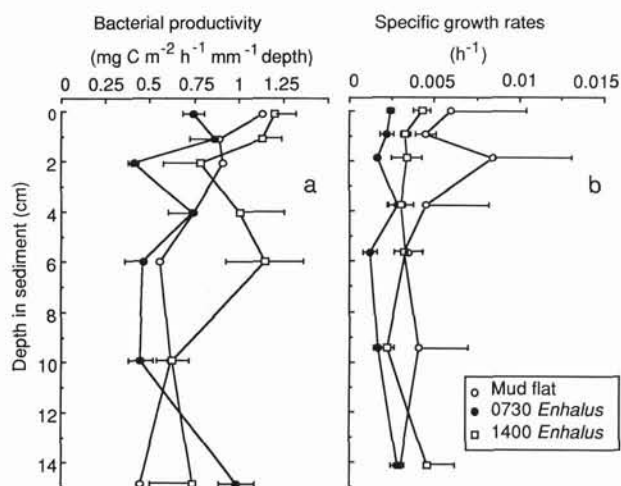 Bacterial productivity
(mg C m⁻² h⁻¹ mm⁻¹ depth)
0 0.25 0.5 0.75 1 1.25
Specific growth rates
(h⁻¹)
0 0.005 0.01 0.015
Depth in sediment (cm)
0
2
4
6
8
10
12
14
a
b
Mud flat
0730 Enhalus
1400 Enhalus